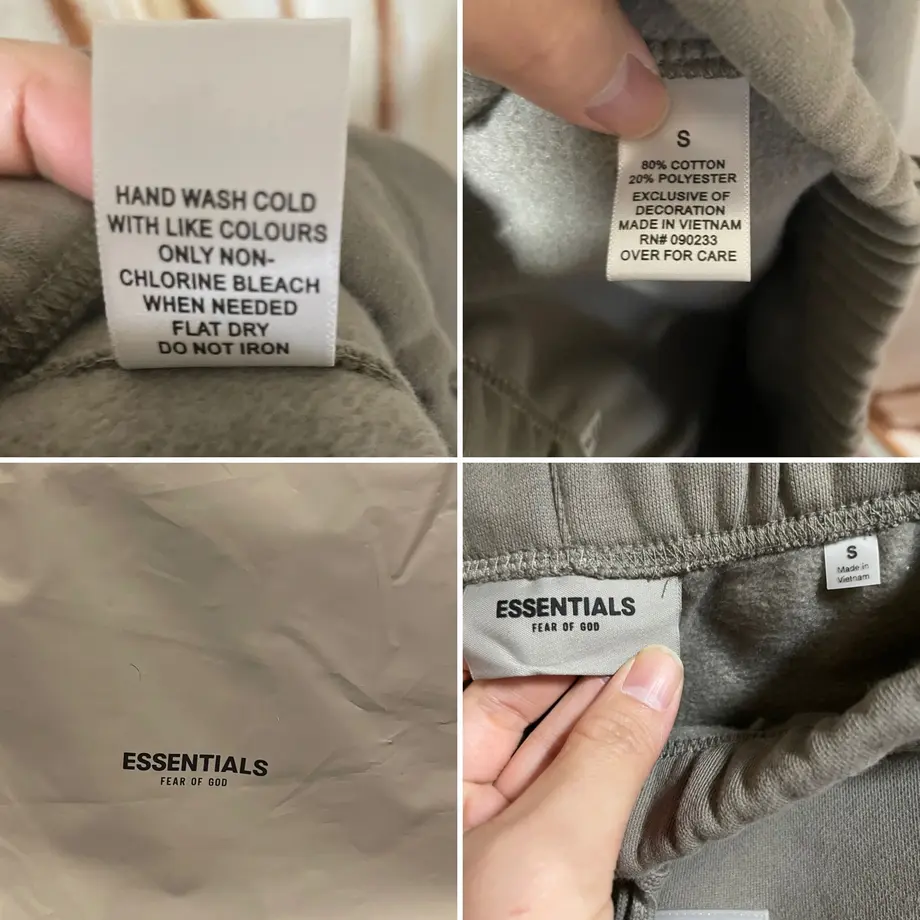 HAND WASH COLD
WITH LIKE COLOURS
ONLY NON-
CHLORINE BLEACH
WHEN NEEDED
FLAT DRY
DO NOT IRON
S
80% COTTON
20% POLYESTER
EXCLUSIVE OF
DECORATION
MADE IN VIETNAM
RN# 090233
OVER FOR CARE
ESSENTIALS
FEAR OF GOD
ESSENTIALS
FEAR OF GOD
S
Made in
Vietnam